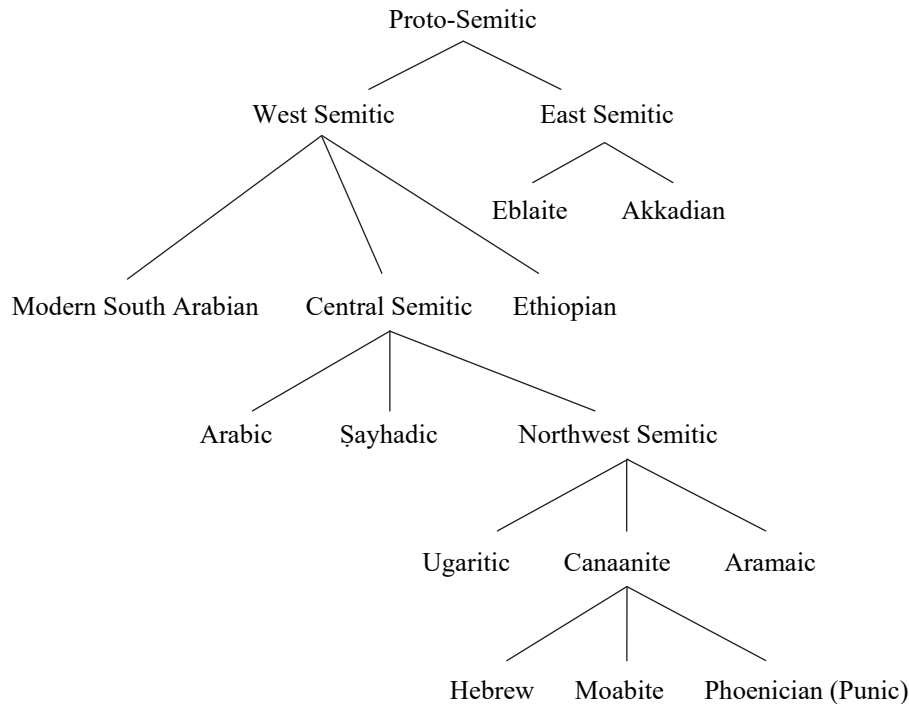 Proto-Semitic
West Semitic East Semitic
Eblaite Akkadian
Modern South Arabian Central Semitic Ethiopian
Arabic Ṣayhadic Northwest Semitic
Ugaritic Canaanite Aramaic
Hebrew Moabite Phoenician (Punic)